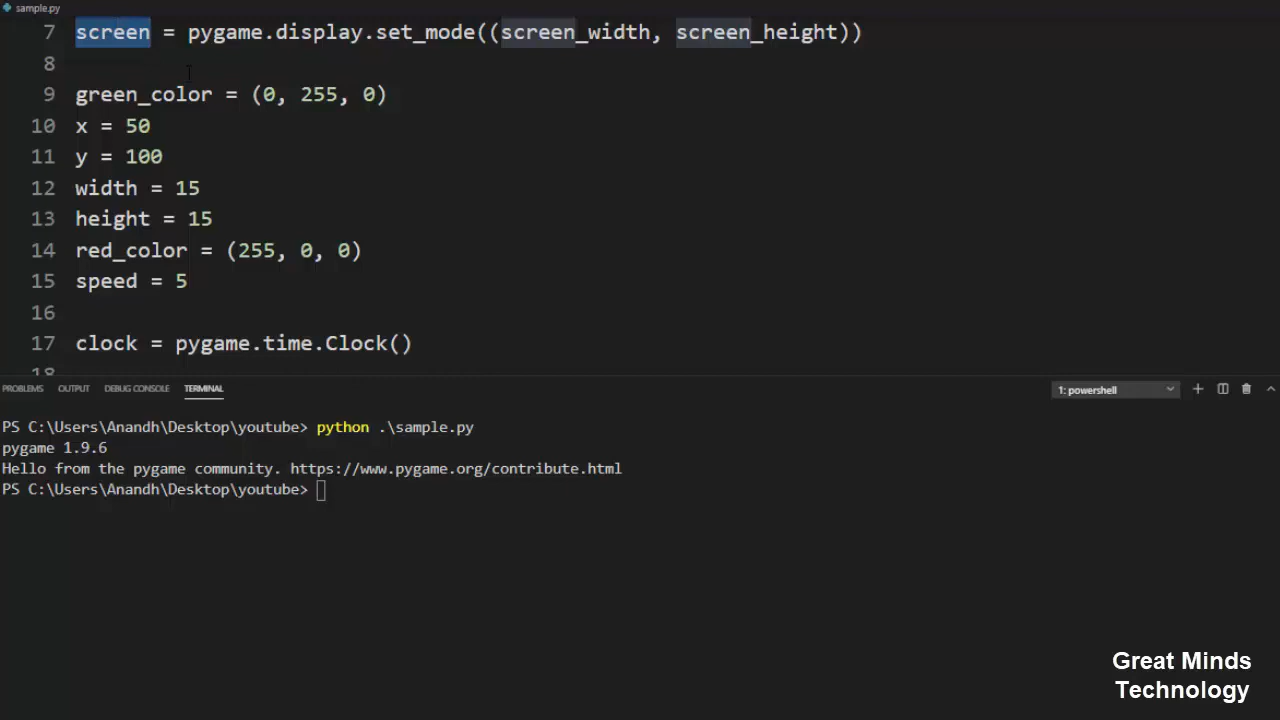 sample.py
7 screen = pygame.display.set_mode((screen_width, screen_height))
8
9 green_color = (0, 255, 0)
10 x = 50
11 y = 100
12 width = 15
13 height = 15
14 red_color = (255, 0, 0)
15 speed = 5
16
17 clock = pygame.time.Clock()
18
PROBLEMS OUTPUT DEBUG CONSOLE TERMINAL 1: powershell
PS C:\Users\Anandh\Desktop\youtube> python .\sample.py
pygame 1.9.6
Hello from the pygame community. https://www.pygame.org/contribute.html
PS C:\Users\Anandh\Desktop\youtube>
Great Minds
Technology